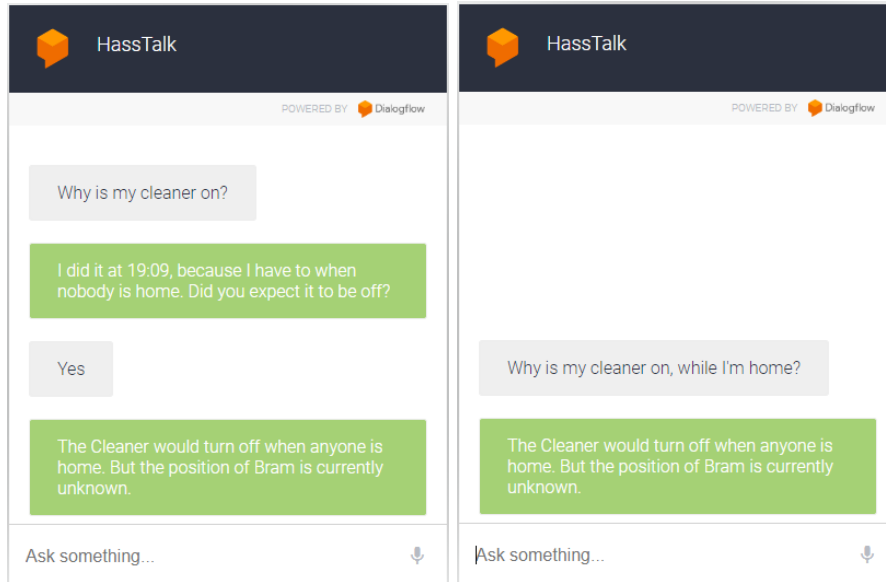 HassTalk
POWERED BY Dialogflow
Why is my cleaner on?
I did it at 19:09, because I have to when
nobody is home. Did you expect it to be off?
Yes
The Cleaner would turn off when anyone is
home. But the position of Bram is currently
unknown.
Ask something...
HassTalk
POWERED BY Dialogflow
Why is my cleaner on, while I'm home?
The Cleaner would turn off when anyone is
home. But the position of Bram is currently
unknown.
Ask something...